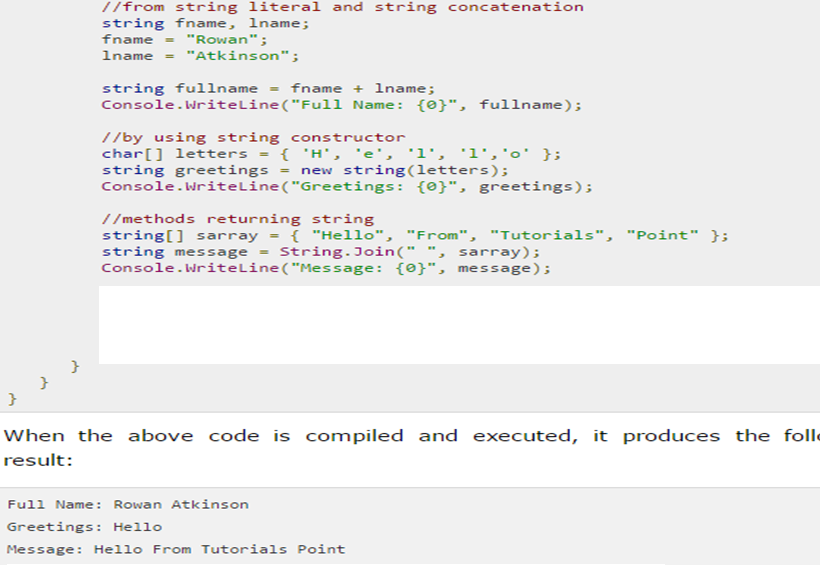 //from string literal and string concatenation
string fname, lname;
fname = "Rowan";
lname = "Atkinson";
string fullname = fname + lname;
Console.WriteLine("Full Name: {0}", fullname);
//by using string constructor
char[] letters = { 'H', 'e', 'l', 'l','o' };
string greetings = new string(letters);
Console.WriteLine("Greetings: {0}", greetings);
//methods returning string
string[] sarray = { "Hello", "From", "Tutorials", "Point" };
string message = String.Join(" ", sarray);
Console.WriteLine("Message: {0}", message);
}
}
}
When the above code is compiled and executed, it produces the
result:
Full Name: Rowan Atkinson
Greetings: Hello
Message: Hello From Tutorials Point